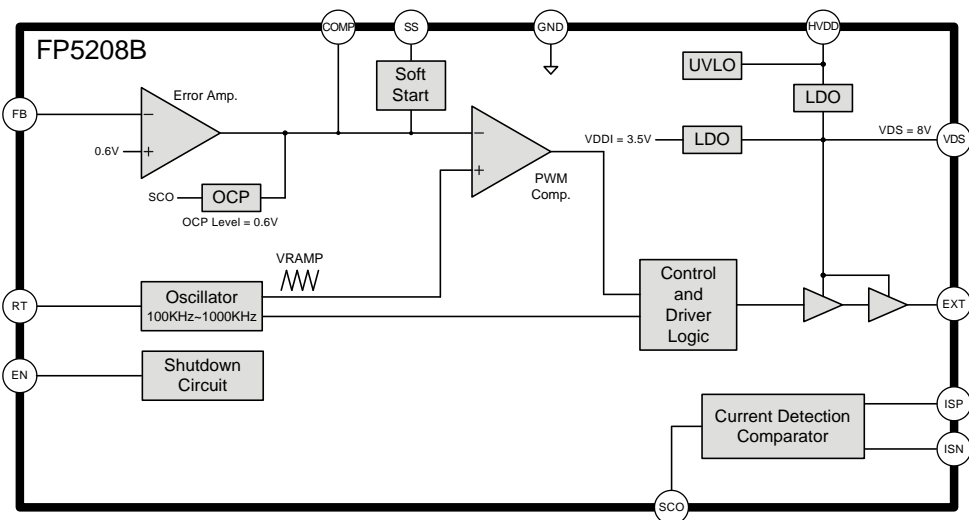 COMP
SS
GND
HVDD
FP5208B
UVLO
Soft
Start
LDO
Error Amp.
FB
−
0.6V
+
−
VDDI = 3.5V
LDO
VDS = 8V
VDS
+
PWM
Comp.
SCO
OCP
OCP Level = 0.6V
VRAMP
RT
Oscillator
100KHz~1000KHz
Control
and
Driver
Logic
EXT
EN
Shutdown
Circuit
Current Detection
Comparator
ISP
ISN
SCO